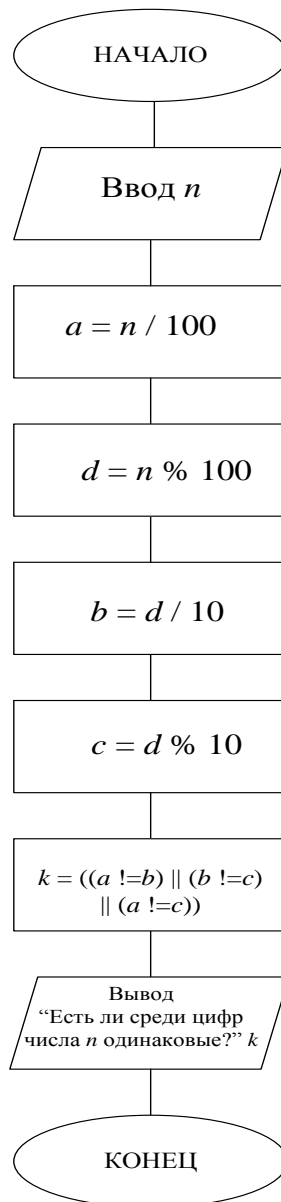 НАЧАЛО
Ввод n
a = n / 100
d = n % 100
b = d / 10
c = d % 10
k = ((a !=b) || (b !=c)
|| (a !=c))
Вывод
“Есть ли среди цифр
числа n одинаковые?” k
КОНЕЦ